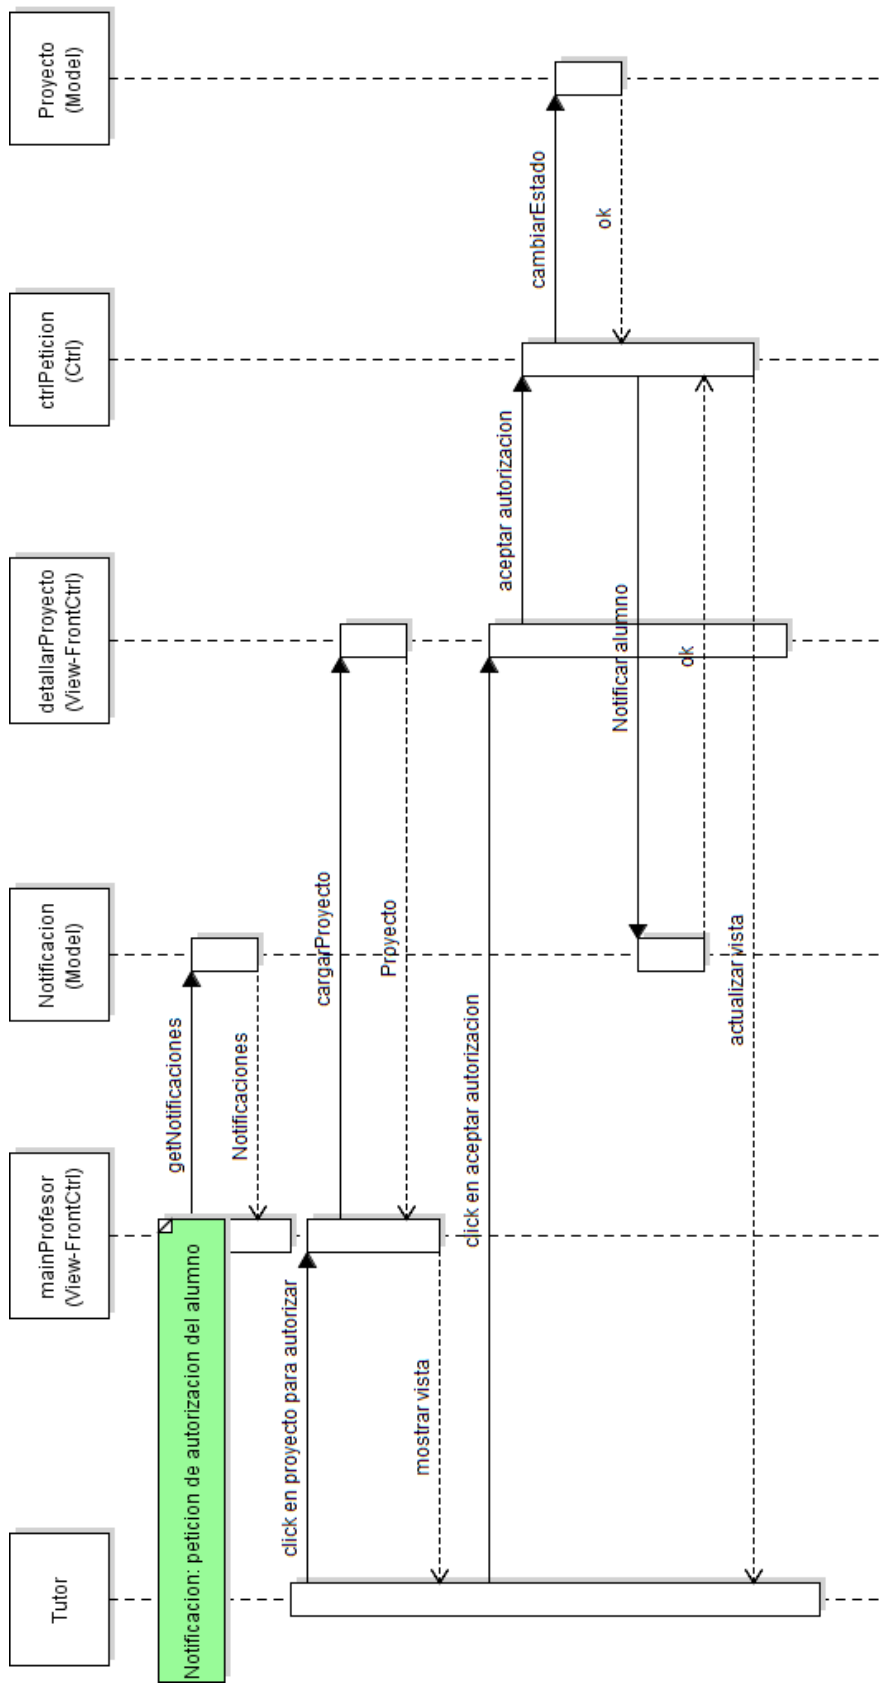 Tutor
mainProfesor
(View-FrontCtrl)
Notificacion
(Model)
detallarProyecto
(View-FrontCtrl)
ctrlPeticion
(Ctrl)
Proyecto
(Model)
Notificacion: peticion de autorizacion del alumno
getNotificaciones
Notificaciones
click en proyecto para autorizar
cargarProyecto
Proyecto
mostrar vista
click en aceptar autorizacion
aceptar autorizacion
cambiarEstado
ok
Notificar alumno
ok
actualizar vista